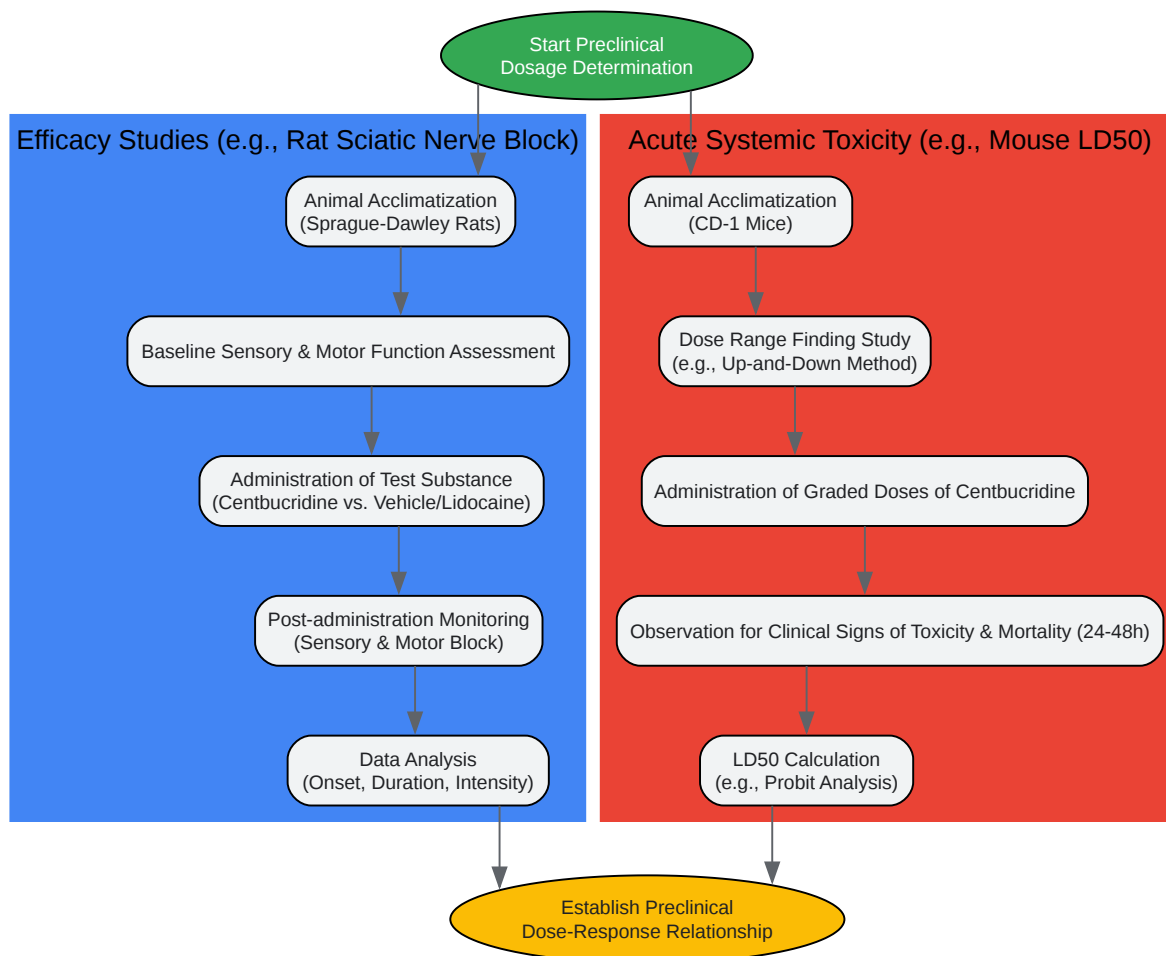 Start Preclinical
Dosage Determination
Efficacy Studies (e.g., Rat Sciatic Nerve Block)
Animal Acclimatization
(Sprague-Dawley Rats)
Baseline Sensory & Motor Function Assessment
Administration of Test Substance
(Centbucridine vs. Vehicle/Lidocaine)
Post-administration Monitoring
(Sensory & Motor Block)
Data Analysis
(Onset, Duration, Intensity)
Acute Systemic Toxicity (e.g., Mouse LD50)
Animal Acclimatization
(CD-1 Mice)
Dose Range Finding Study
(e.g., Up-and-Down Method)
Administration of Graded Doses of Centbucridine
Observation for Clinical Signs of Toxicity & Mortality (24-48h)
LD50 Calculation
(e.g., Probit Analysis)
Establish Preclinical
Dose-Response Relationship